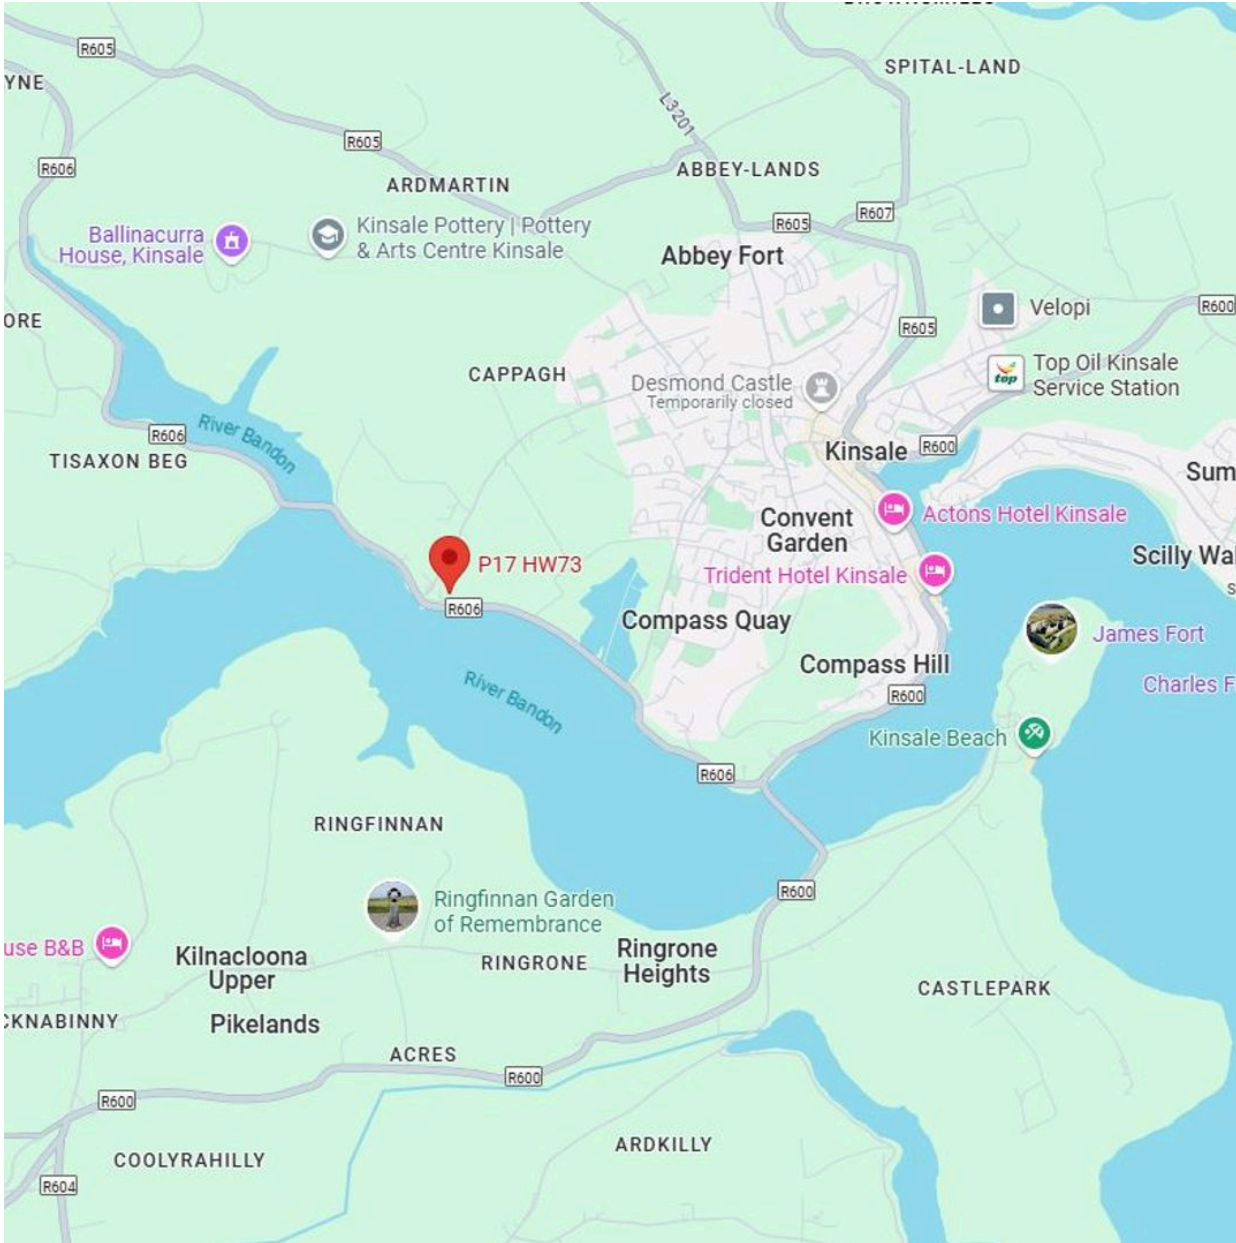 SPITAL-LAND
R605
YNE
L3201
R605
R606
ABBEY-LANDS
ARDMARTIN
R607
R605
Kinsale Pottery | Pottery
& Arts Centre Kinsale
Ballinacurra
House, Kinsale
Abbey Fort
R600
Velopi
ORE
R605
Top Oil Kinsale
Service Station
top
CAPPAGH
Desmond Castle
Temporarily closed
River Bandon
R606
Kinsale
R600
TISAXON BEG
Sum
Actons Hotel Kinsale
Convent
Garden
Scilly Wal
s
P17 HW73
Trident Hotel Kinsale
R606
Compass Quay
James Fort
Compass Hill
Charles F
River Bandon
R600
Kinsale Beach
R606
RINGFINNAN
R600
Ringfinnan Garden
of Remembrance
use B&B
Kilnacloona
Upper
RINGRONE
Ringrone
Heights
CASTLEPARK
CKNABINNY
Pikelands
ACRES
R600
R600
ARDKILLY
COOLYRAHILLY
R604